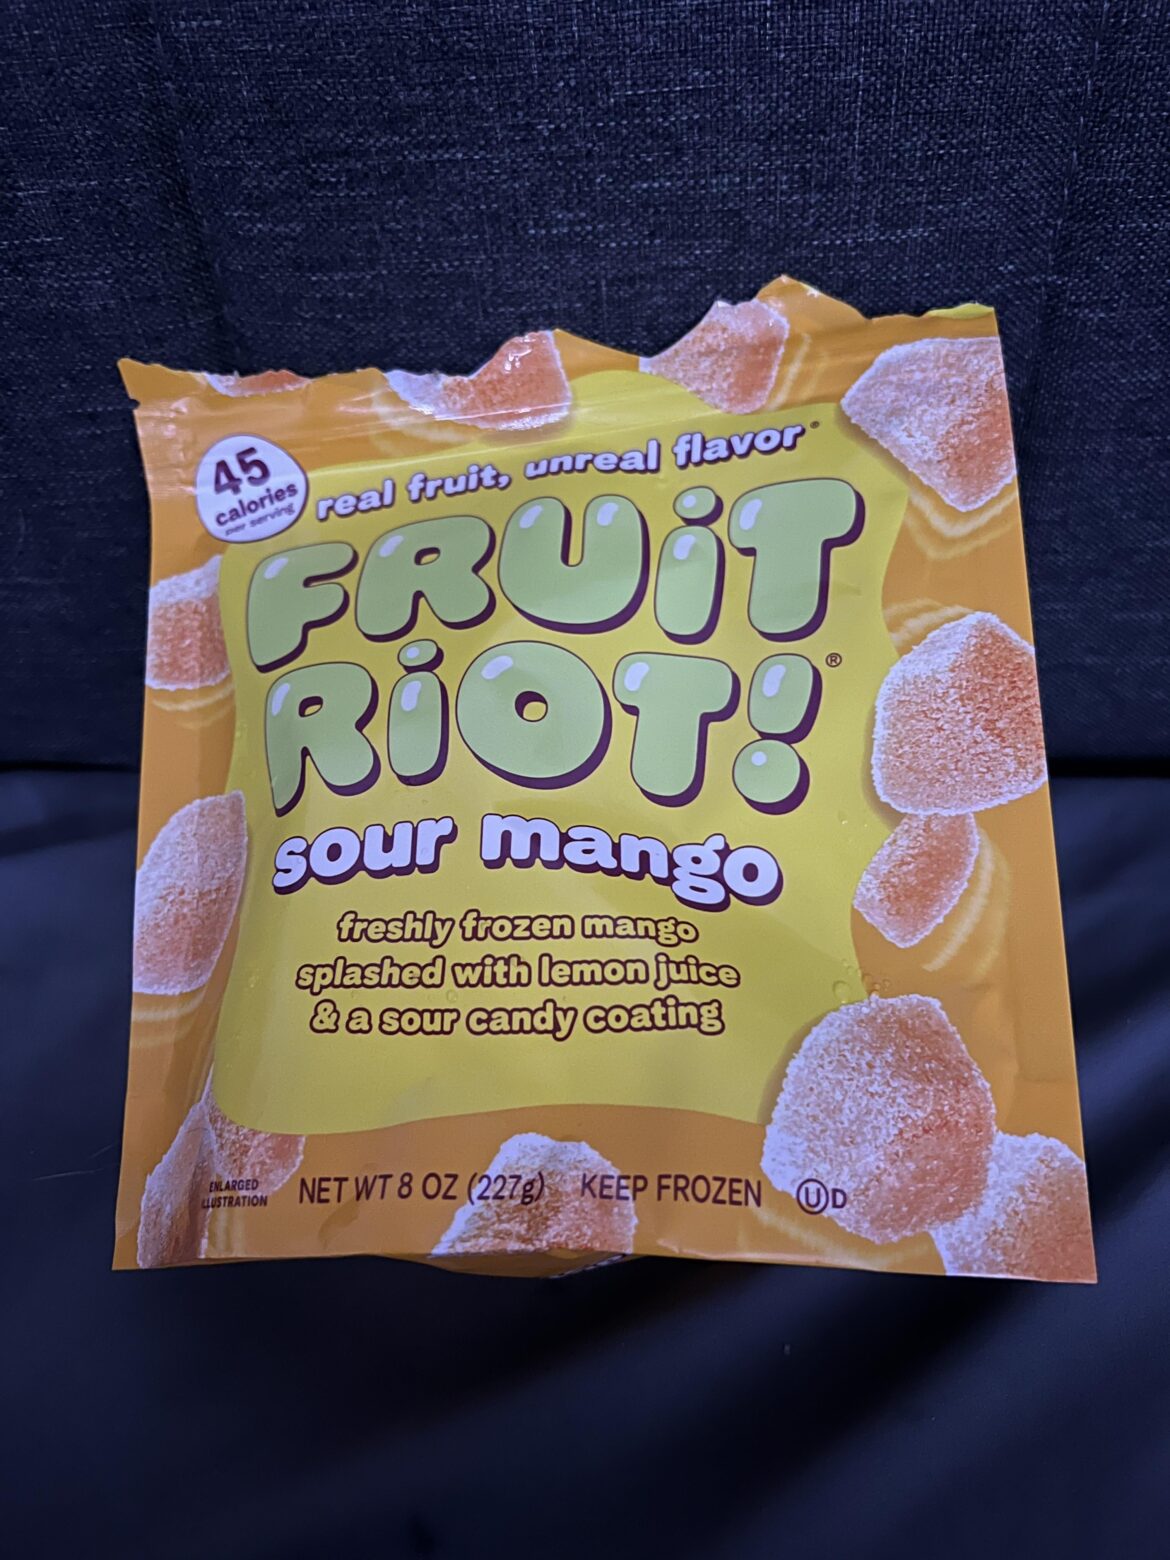 45
calories
per serving
real fruit, unreal flavor®
FRUiT
RiOT!®
sour mango
freshly frozen mango
splashed with lemon juice
& a sour candy coating
ENLARGED
ILLUSTRATION
NET WT 8 OZ (227g) KEEP FROZEN Ⓤ D